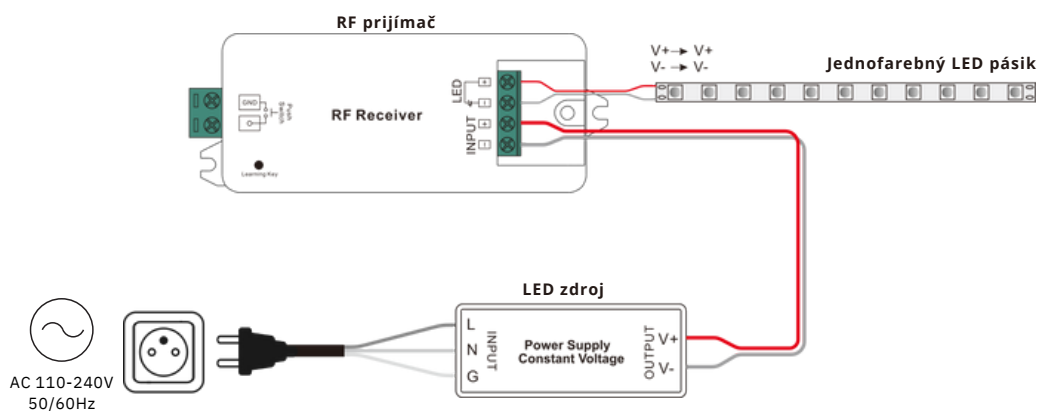 RF prijímač
V+ → V+
V- → V-
Jednofarebný LED pásik
GND
Push
Switch
RF Receiver
LED
+
-
INPUT
+
-
Learning Key
LED zdroj
L
N
G
INPUT
Power Supply
Constant Voltage
OUTPUT
V+
V-
AC 110-240V
50/60Hz